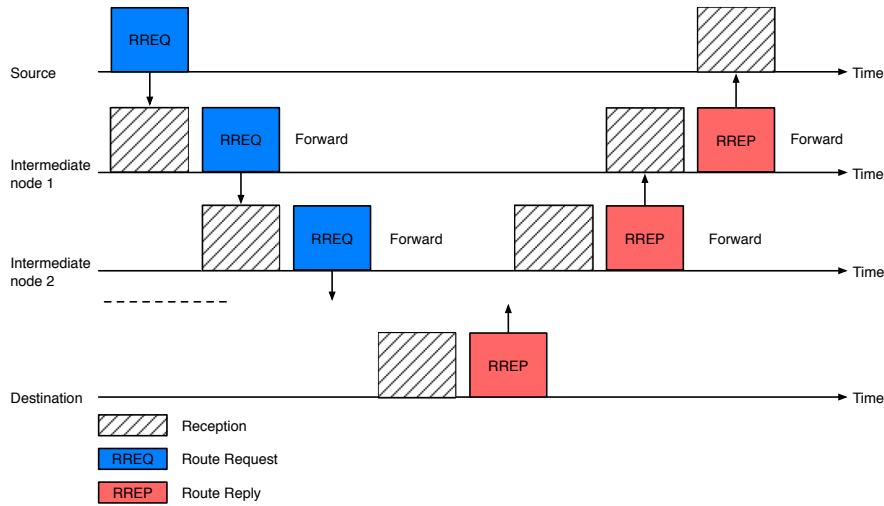 RREQ
Source
Time
RREQ
Forward
RREP
Forward
Intermediate
node 1
Time
RREQ
Forward
RREP
Forward
Intermediate
node 2
Time
RREP
Destination
Time
Reception
RREQ
Route Request
RREP
Route Reply